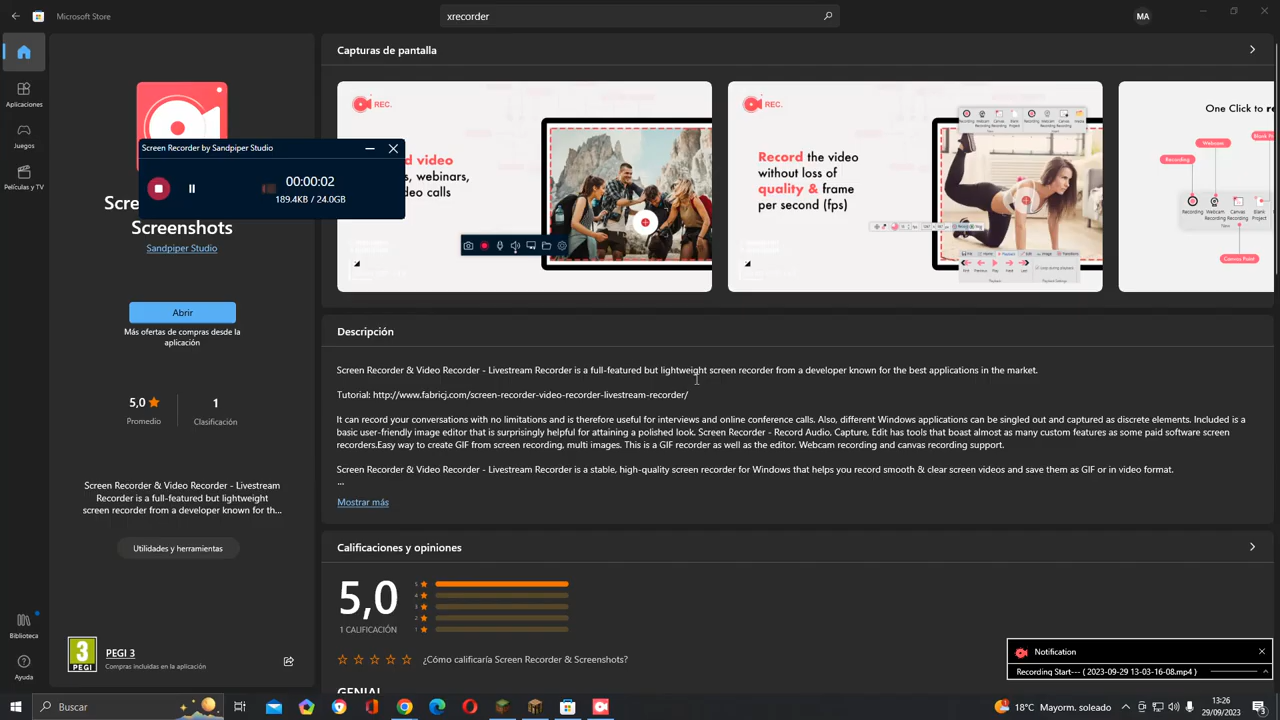 Microsoft Store
xrecorder
MA
Aplicaciones
Juegos
Películas y TV
Biblioteca
Ayuda
Screen Recorder by Sandpiper Studio
00:00:02
189.4KB / 24.0GB
Scre
Screenshots
Sandpiper Studio
Abrir
Más ofertas de compras desde la
aplicación
5,0
Promedio
1
Clasificación
Screen Recorder & Video Recorder - Livestream
Recorder is a full-featured but lightweight
screen recorder from a developer known for th...
Utilidades y herramientas
3
PEGI
PEGI 3
Compras incluidas en la aplicación
Capturas de pantalla
REC.
video
s, webinars,
deo calls
REC.
Record the video
without loss of
quality & frame
per second (fps)
One Click to re
Webcam
Recording
Canvas Point
Descripción
Screen Recorder & Video Recorder - Livestream Recorder is a full-featured but lightweight screen recorder from a developer known for the best applications in the market.
Tutorial: http://www.fabricj.com/screen-recorder-video-recorder-livestream-recorder/
It can record your conversations with no limitations and is therefore useful for interviews and online conference calls. Also, different Windows applications can be singled out and captured as discrete elements. Included is a
basic user-friendly image editor that is surprisingly helpful for attaining a polished look. Screen Recorder - Record Audio, Capture, Edit has tools that boast almost as many custom features as some paid software screen
recorders.Easy way to create GIF from screen recording, multi images. This is a GIF recorder as well as the editor. Webcam recording and canvas recording support.
Screen Recorder & Video Recorder - Livestream Recorder is a stable, high-quality screen recorder for Windows that helps you record smooth & clear screen videos and save them as GIF or in video format.
...
Mostrar más
Calificaciones y opiniones
5,0
1 CALIFICACIÓN
5
4
3
2
1
¿Cómo calificaría Screen Recorder & Screenshots?
GENIAL
Notification
Recording Start--- ( 2023-09-29 13-03-16-08.mp4 )
Buscar
18°C Mayorm. soleado
13:26
29/09/2023
3